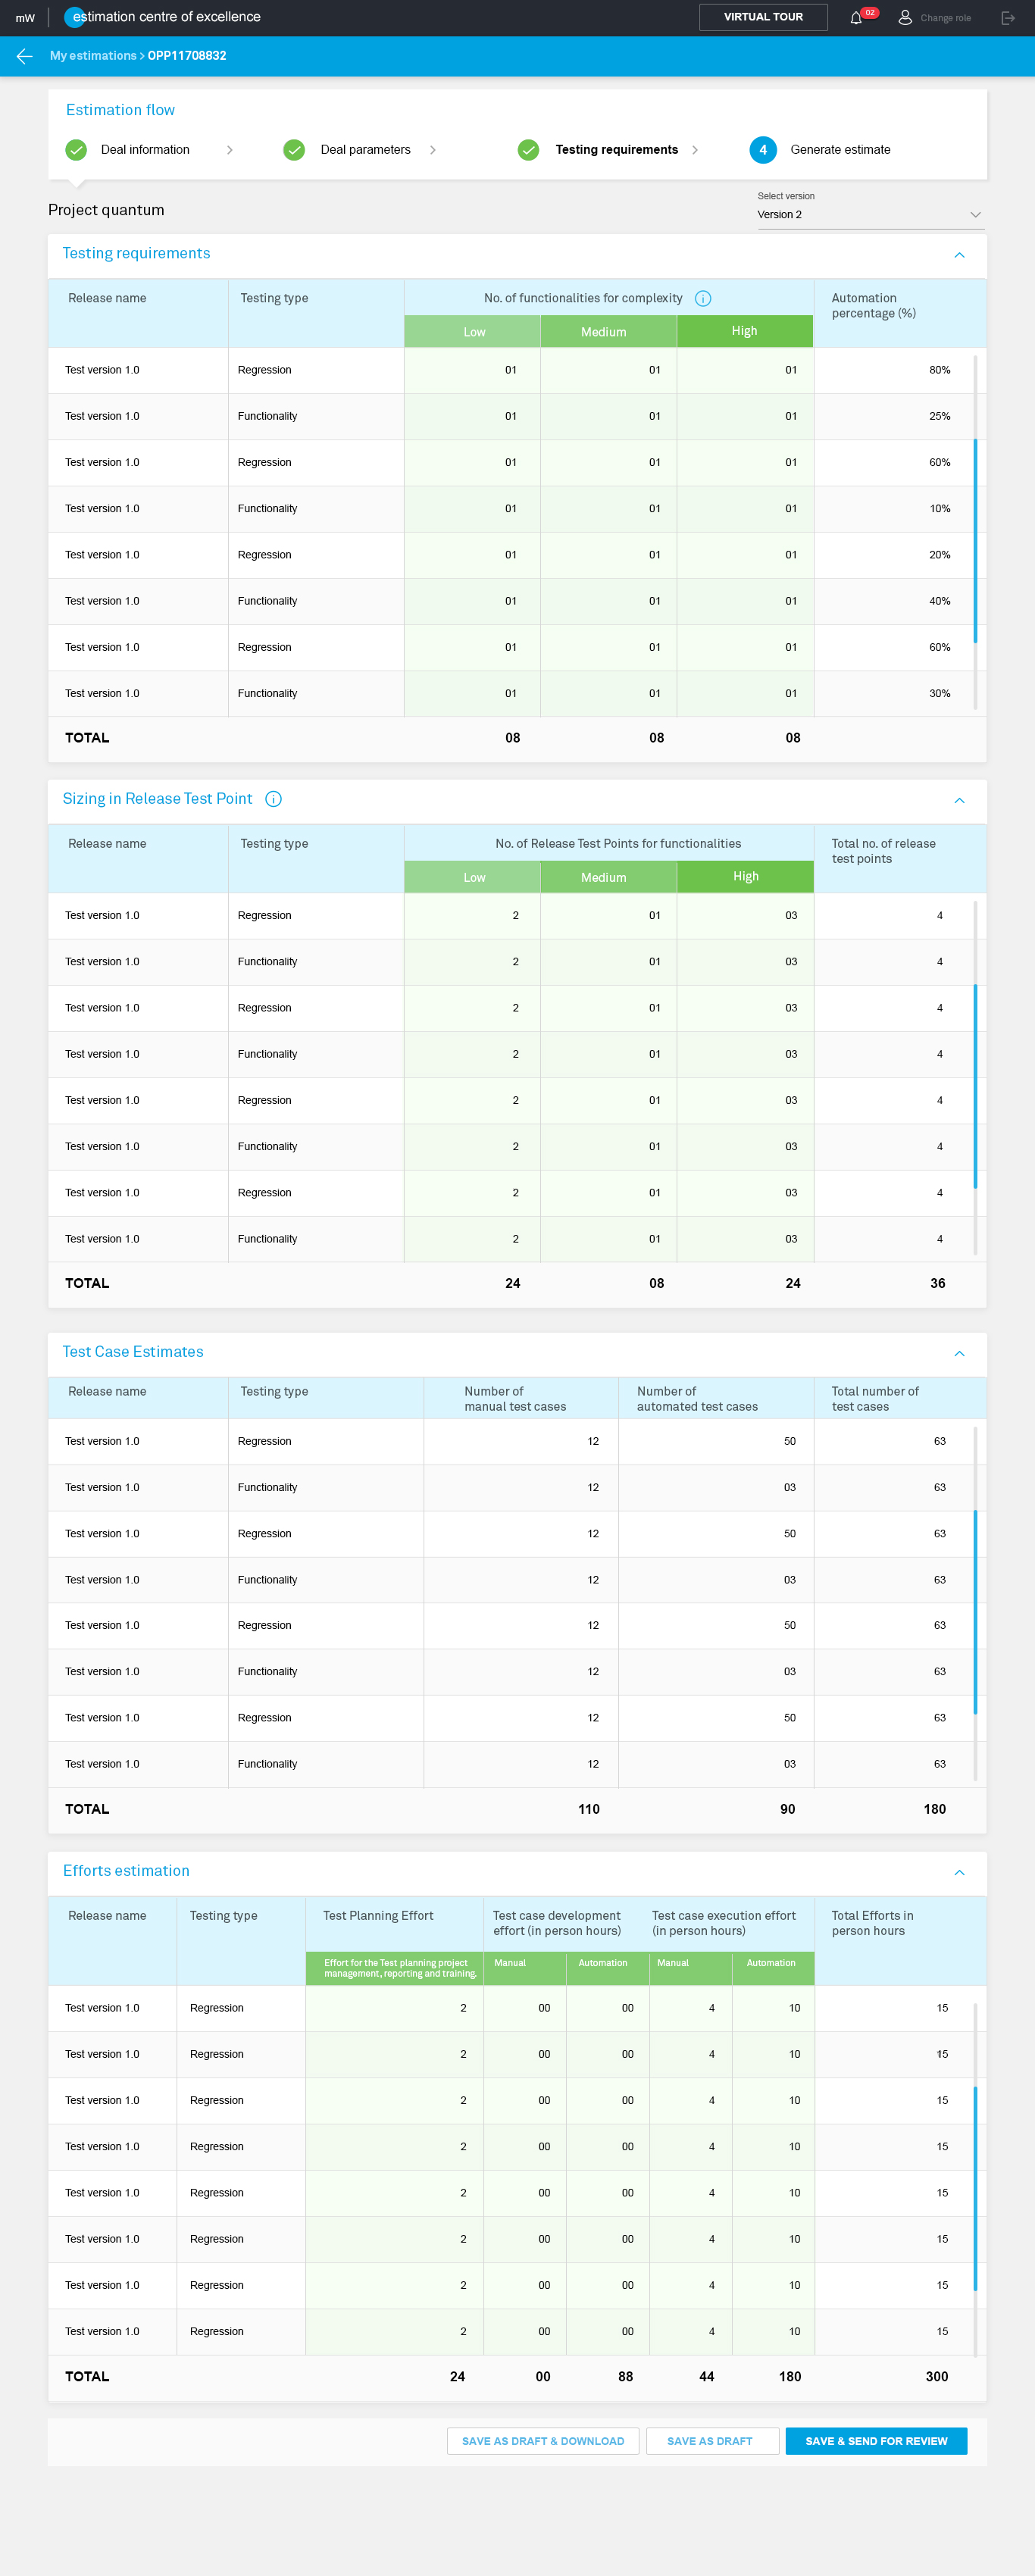 mW estimation centre of excellence VIRTUAL TOUR 02 Change role
My estimations > OPP11708832
Estimation flow
Deal information Deal parameters Testing requirements 4 Generate estimate
Select version
Project quantum Version 2
Testing requirements
Release name Testing type No. of functionalities for complexity i Automation
percentage (%)
Low Medium High
Test version 1.0 Regression 01 01 01 80%
Test version 1.0 Functionality 01 01 01 25%
Test version 1.0 Regression 01 01 01 60%
Test version 1.0 Functionality 01 01 01 10%
Test version 1.0 Regression 01 01 01 20%
Test version 1.0 Functionality 01 01 01 40%
Test version 1.0 Regression 01 01 01 60%
Test version 1.0 Functionality 01 01 01 30%
TOTAL 08 08 08
Sizing in Release Test Point i
Release name Testing type No. of Release Test Points for functionalities Total no. of release
test points
Low Medium High
Test version 1.0 Regression 2 01 03 4
Test version 1.0 Functionality 2 01 03 4
Test version 1.0 Regression 2 01 03 4
Test version 1.0 Functionality 2 01 03 4
Test version 1.0 Regression 2 01 03 4
Test version 1.0 Functionality 2 01 03 4
Test version 1.0 Regression 2 01 03 4
Test version 1.0 Functionality 2 01 03 4
TOTAL 24 08 24 36
Test Case Estimates
Release name Testing type Number of Number of Total number of
manual test cases automated test cases test cases
Test version 1.0 Regression 12 50 63
Test version 1.0 Functionality 12 03 63
Test version 1.0 Regression 12 50 63
Test version 1.0 Functionality 12 03 63
Test version 1.0 Regression 12 50 63
Test version 1.0 Functionality 12 03 63
Test version 1.0 Regression 12 50 63
Test version 1.0 Functionality 12 03 63
TOTAL 110 90 180
Efforts estimation
Release name Testing type Test Planning Effort Test case development Test case execution effort Total Efforts in
effort (in person hours) (in person hours) person hours
Effort for the Test planning project Manual Automation Manual Automation
management, reporting and training.
Test version 1.0 Regression 2 00 00 4 10 15
Test version 1.0 Regression 2 00 00 4 10 15
Test version 1.0 Regression 2 00 00 4 10 15
Test version 1.0 Regression 2 00 00 4 10 15
Test version 1.0 Regression 2 00 00 4 10 15
Test version 1.0 Regression 2 00 00 4 10 15
Test version 1.0 Regression 2 00 00 4 10 15
Test version 1.0 Regression 2 00 00 4 10 15
TOTAL 24 00 88 44 180 300
SAVE AS DRAFT & DOWNLOAD SAVE AS DRAFT SAVE & SEND FOR REVIEW